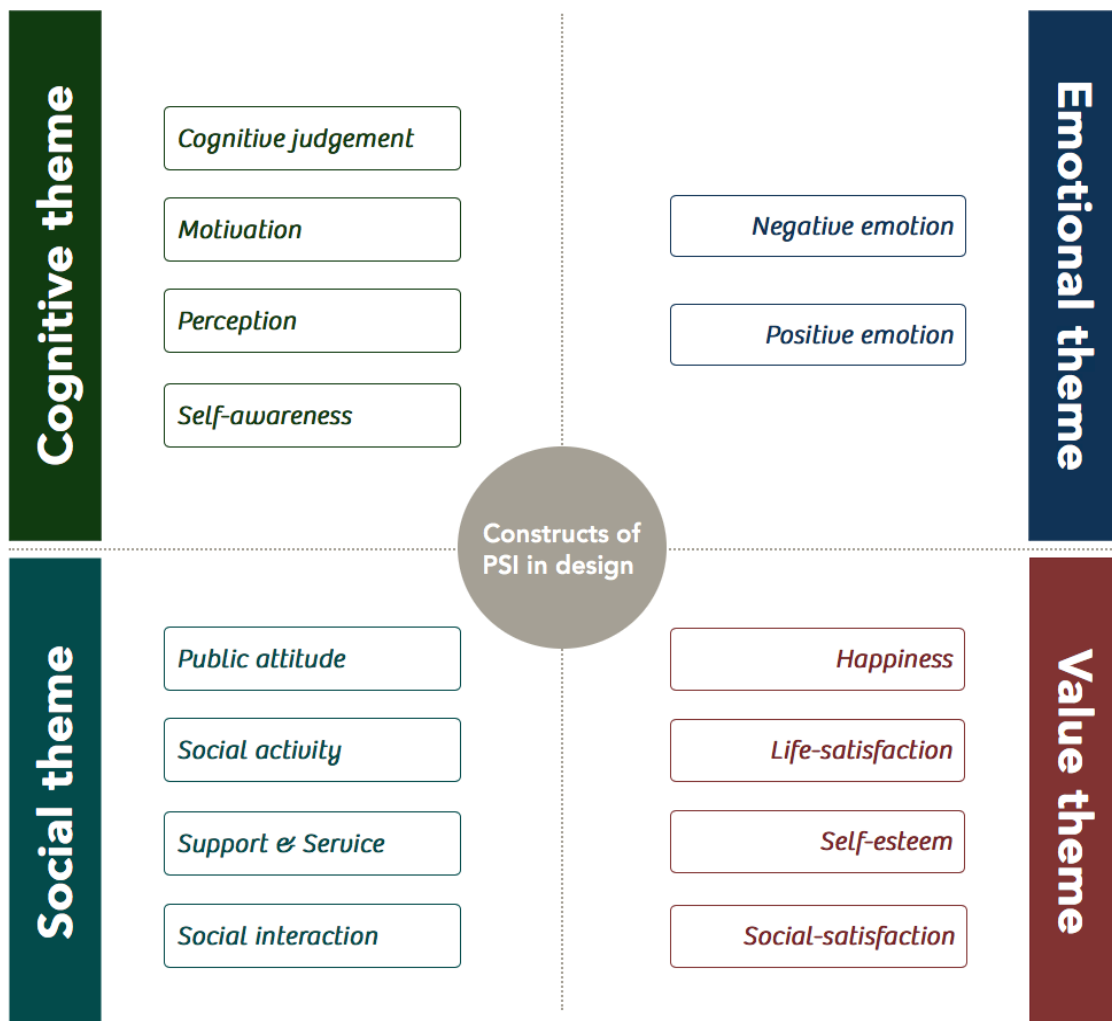 Cognitive theme
Cognitive judgement
Motivation
Perception
Self-awareness
Emotional theme
Negative emotion
Positive emotion
Constructs of
PSI in design
Social theme
Public attitude
Social activity
Support & Service
Social interaction
Value theme
Happiness
Life-satisfaction
Self-esteem
Social-satisfaction